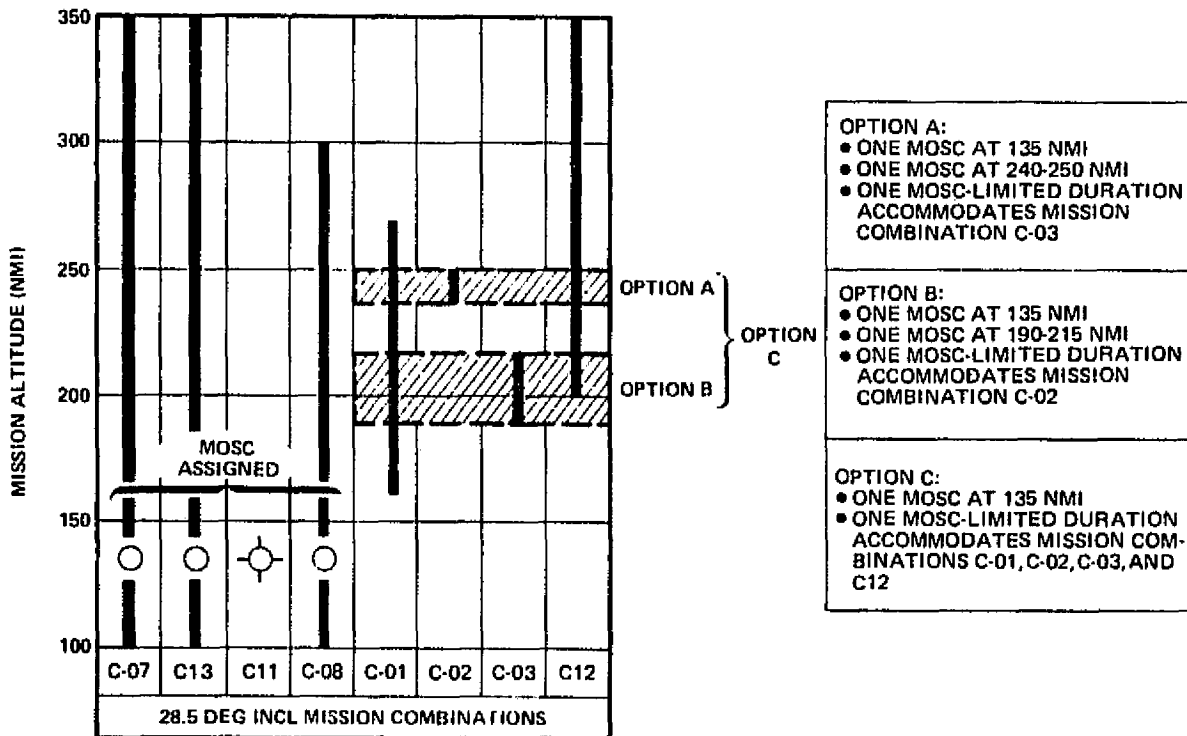 MISSION ALTITUDE (NMI)
350
300
250
200
150
100
MOSC
ASSIGNED
OPTION A
OPTION B
OPTION
C
C-07 C13 C11 C-08 C-01 C-02 C-03 C12
28.5 DEG INCL MISSION COMBINATIONS
OPTION A:
• ONE MOSC AT 135 NMI
• ONE MOSC AT 240-250 NMI
• ONE MOSC-LIMITED DURATION
ACCOMMODATES MISSION
COMBINATION C-03
OPTION B:
• ONE MOSC AT 135 NMI
• ONE MOSC AT 190-215 NMI
• ONE MOSC-LIMITED DURATION
ACCOMMODATES MISSION
COMBINATION C-02
OPTION C:
• ONE MOSC AT 135 NMI
• ONE MOSC-LIMITED DURATION
ACCOMMODATES MISSION COM-
BINATIONS C-01, C-02, C-03, AND
C12